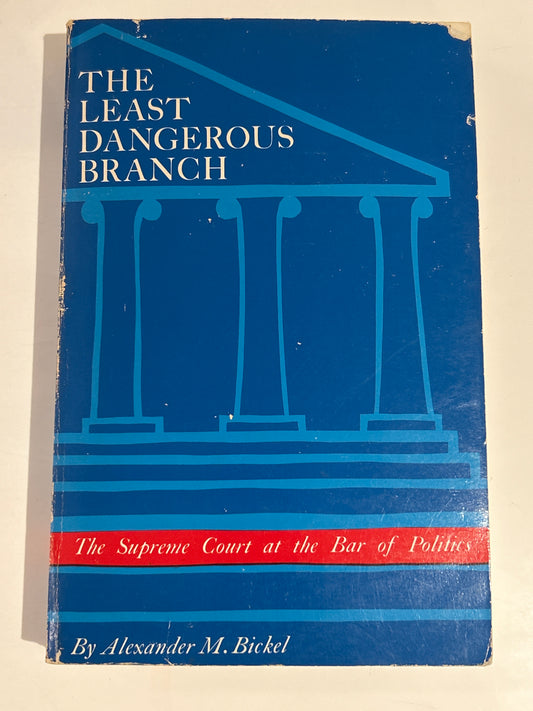 THE
LEAST
DANGEROUS
BRANCH
The Supreme Court at the Bar of Politics
By Alexander M. Bickel